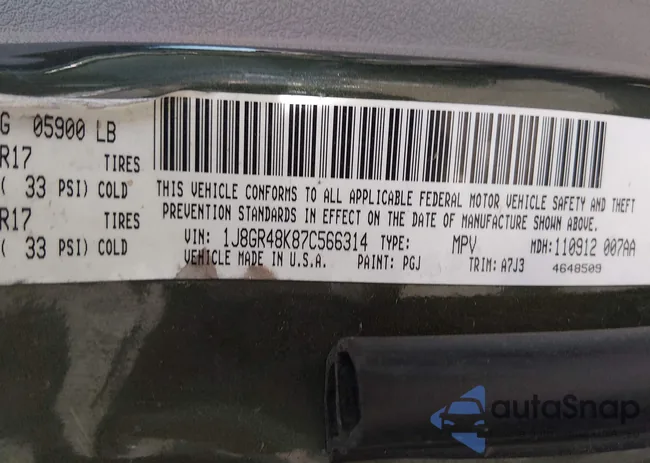 G 05900 LB
R17 TIRES
( 33 PSI) COLD
R17 TIRES
( 33 PSI) COLD
THIS VEHICLE CONFORMS TO ALL APPLICABLE FEDERAL MOTOR VEHICLE SAFETY AND THEFT
PREVENTION STANDARDS IN EFFECT ON THE DATE OF MANUFACTURE SHOWN ABOVE.
VIN: 1J8GR48K87C566314 TYPE: MPV MDH: 110912 007AA
VEHICLE MADE IN U.S.A. PAINT: PGJ TRIM: A7J3 4648509
autoSnap